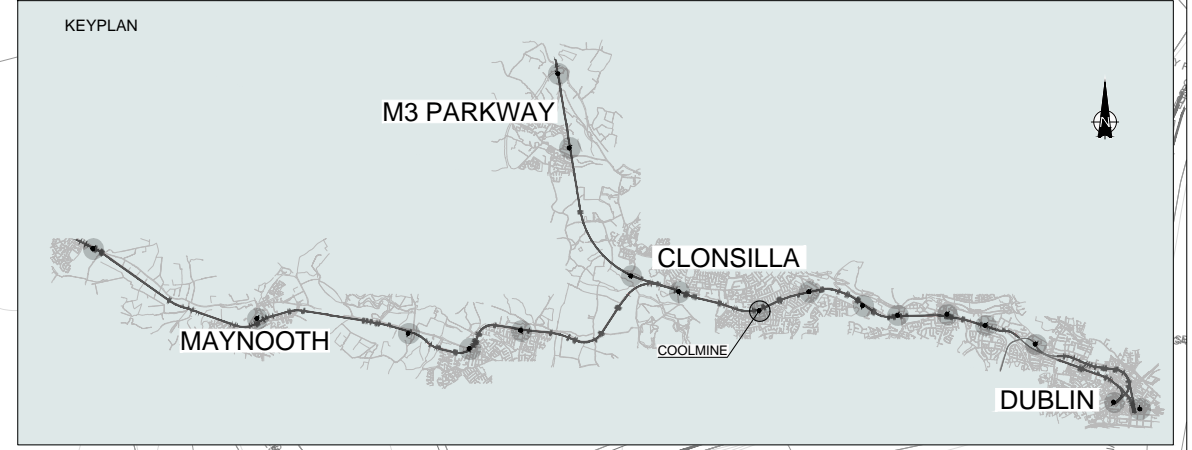 KEYPLAN
M3 PARKWAY
N
CLONSILLA
MAYNOOTH
COOLMINE
DUBLIN